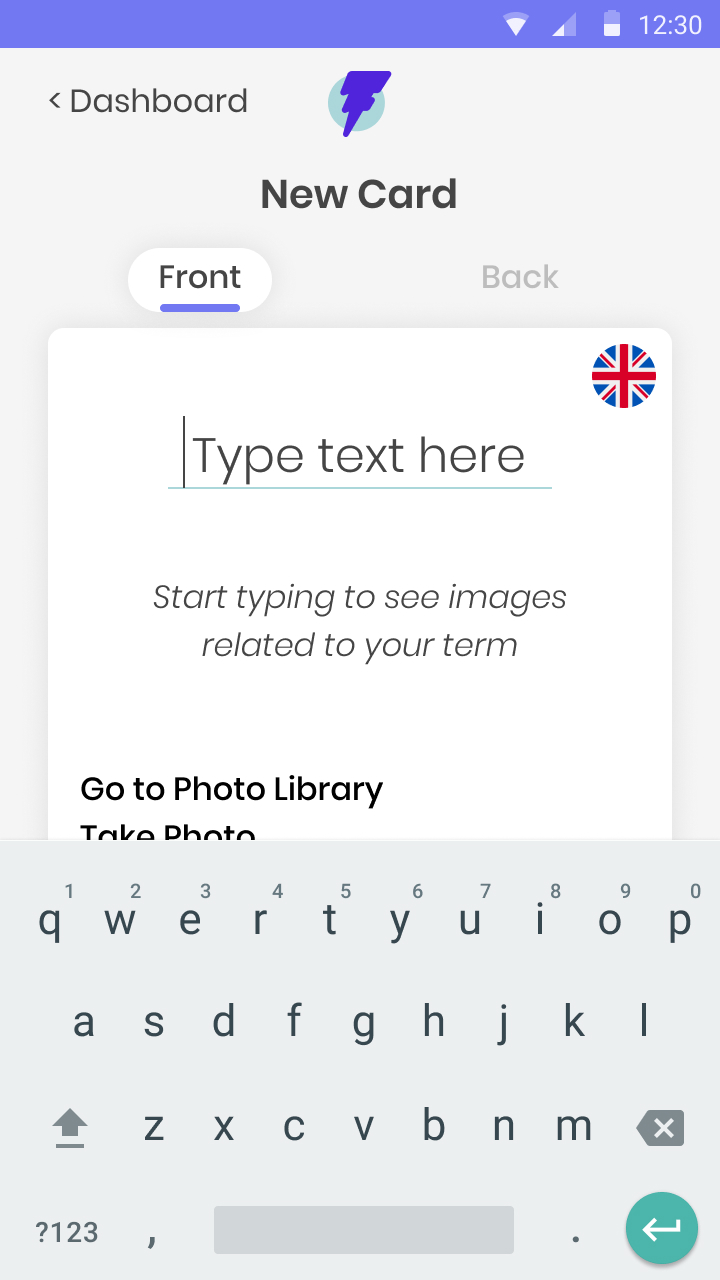 12:30
< Dashboard
New Card
Front Back
Type text here
Start typing to see images
related to your term
Go to Photo Library
Take Photo
1 2 3 4 5 6 7 8 9 0
q w e r t y u i o p
a s d f g h j k l
z x c v b n m
?123 , .